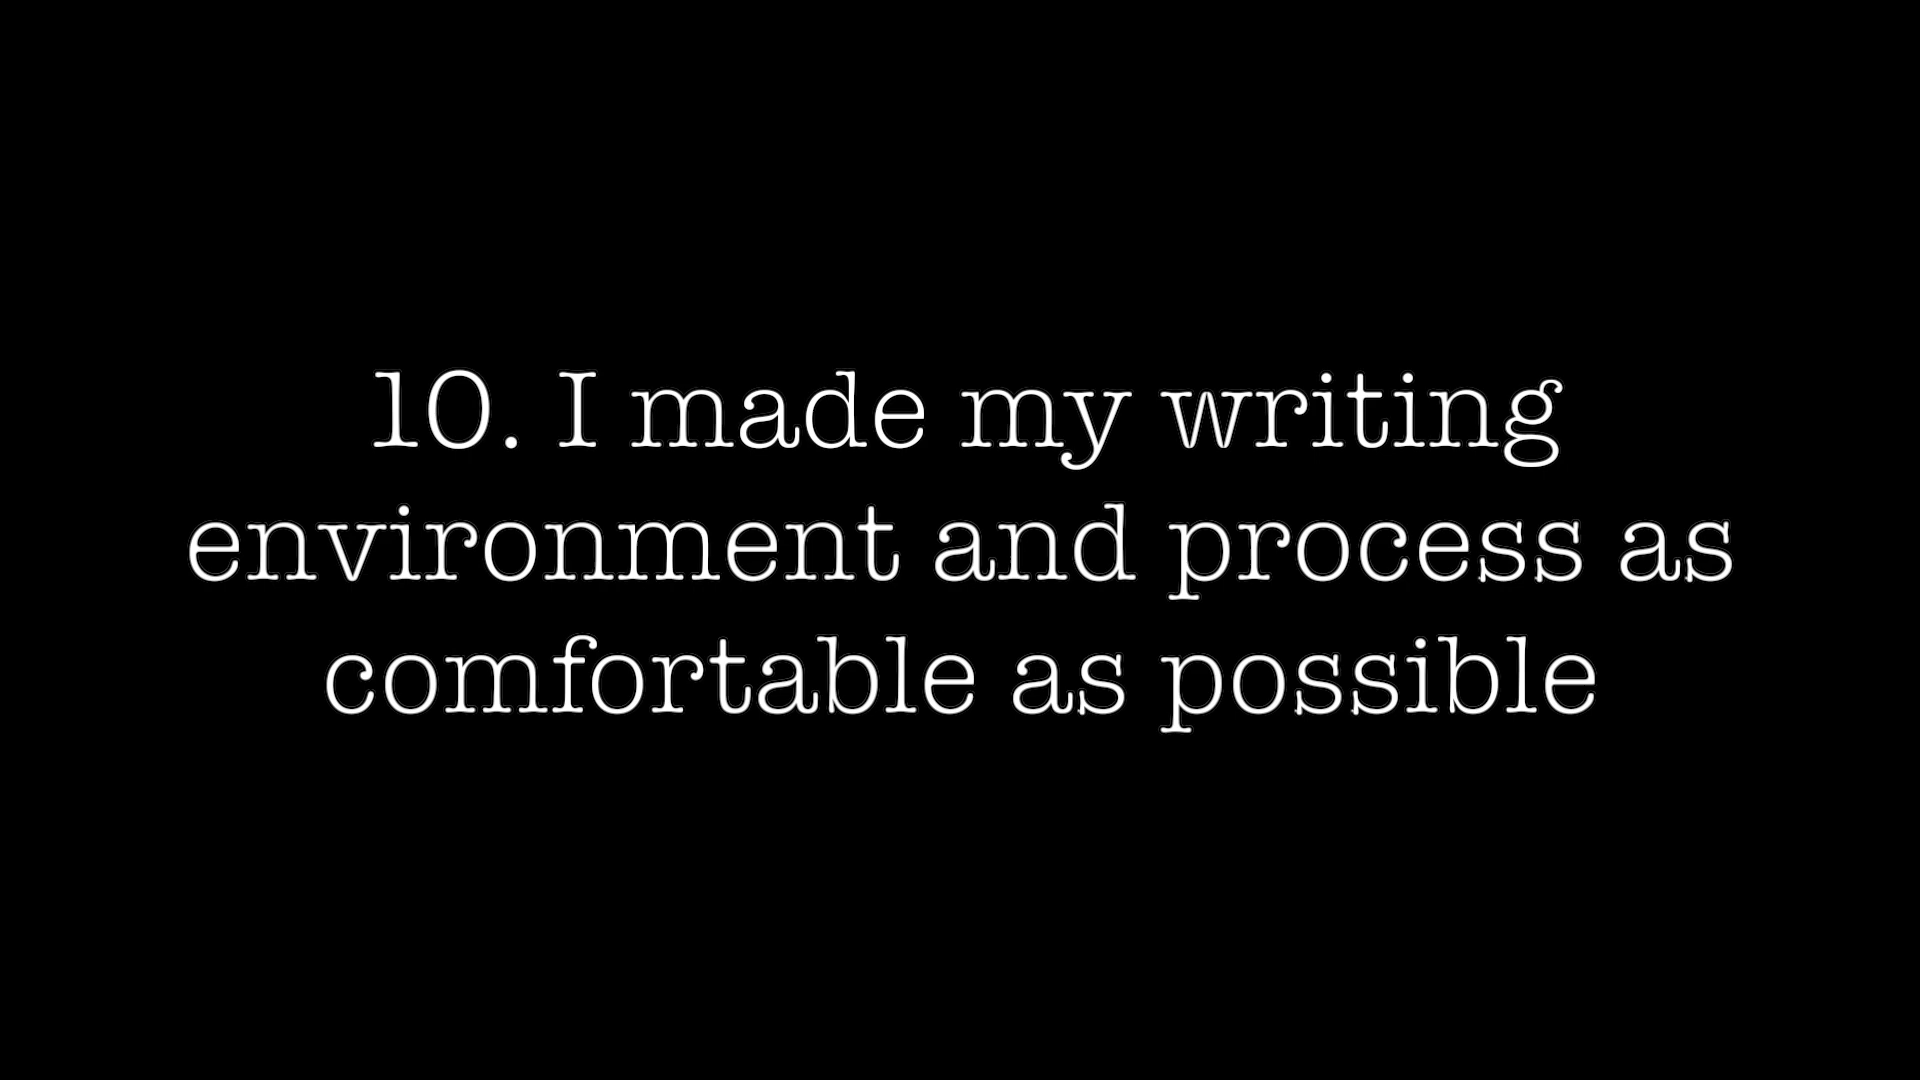 10. I made my writing
environment and process as
comfortable as possible